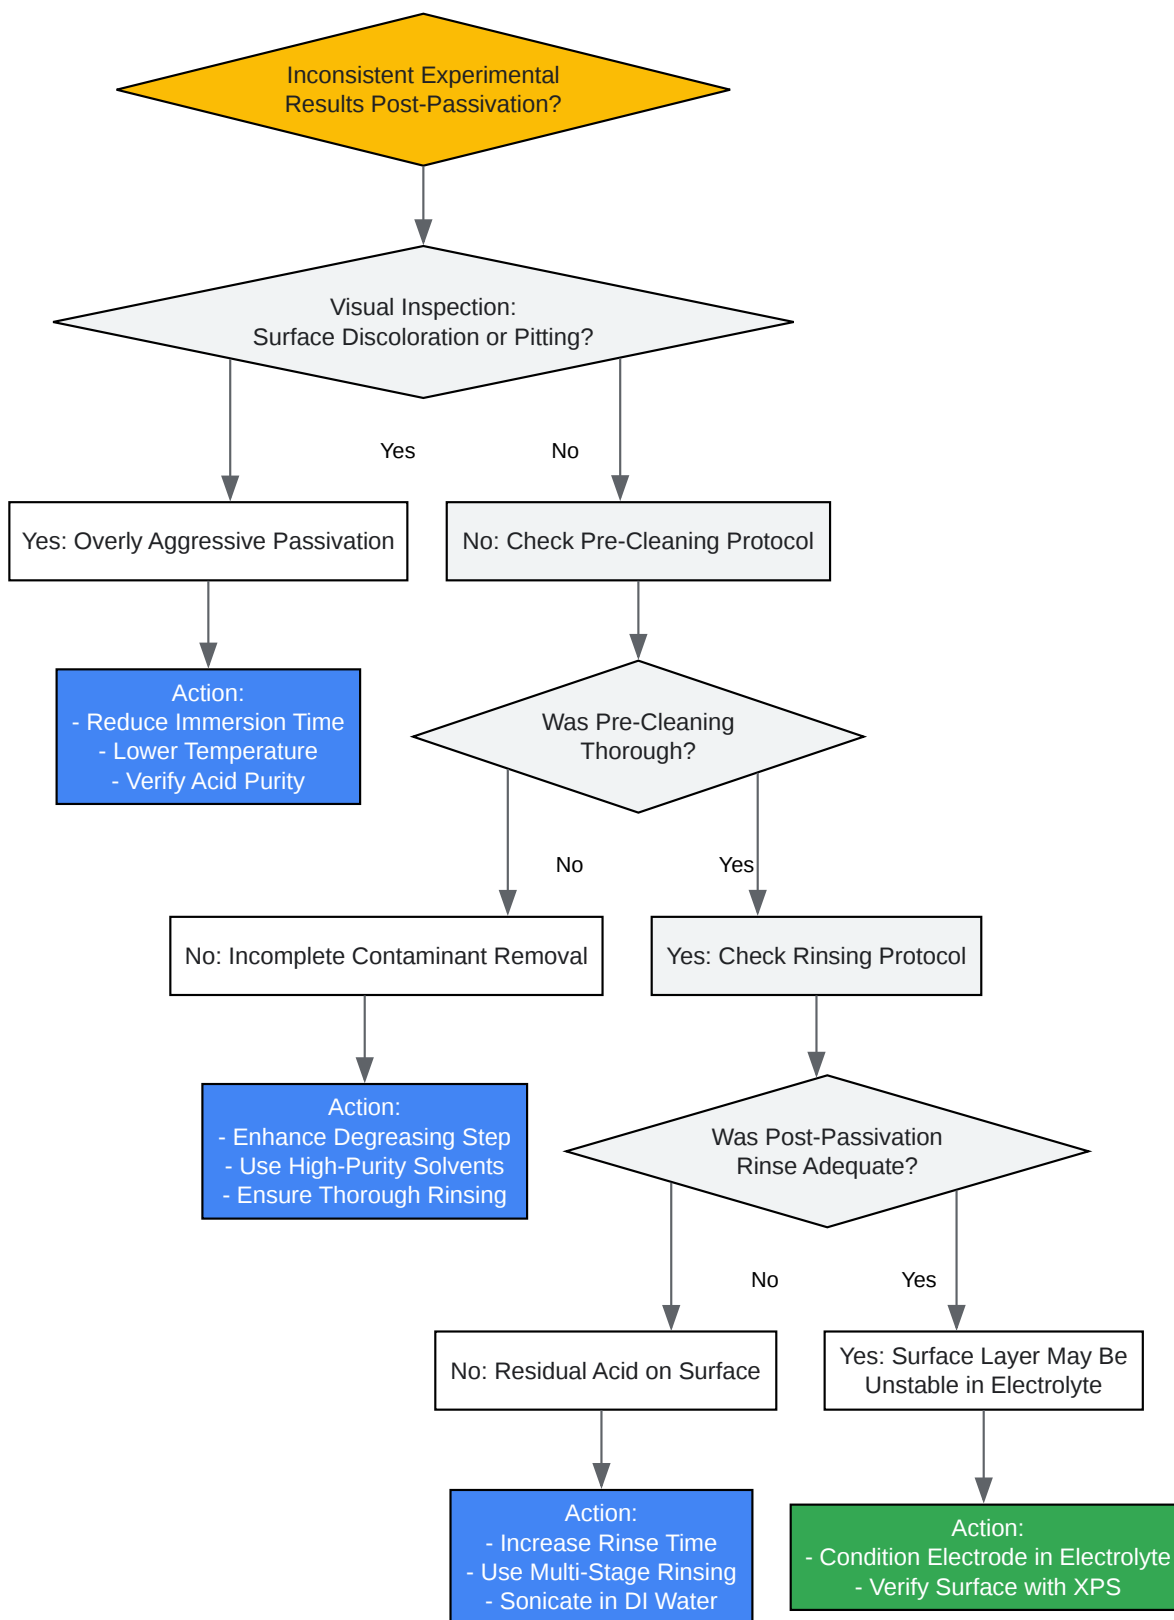 Inconsistent Experimental
Results Post-Passivation?
Visual Inspection:
Surface Discoloration or Pitting?
Yes
No
Yes: Overly Aggressive Passivation
No: Check Pre-Cleaning Protocol
Action:
- Reduce Immersion Time
- Lower Temperature
- Verify Acid Purity
Was Pre-Cleaning
Thorough?
No
Yes
No: Incomplete Contaminant Removal
Yes: Check Rinsing Protocol
Action:
- Enhance Degreasing Step
- Use High-Purity Solvents
- Ensure Thorough Rinsing
Was Post-Passivation
Rinse Adequate?
No
Yes
No: Residual Acid on Surface
Yes: Surface Layer May Be
Unstable in Electrolyte
Action:
- Increase Rinse Time
- Use Multi-Stage Rinsing
- Sonicate in DI Water
Action:
- Condition Electrode in Electrolyte
- Verify Surface with XPS